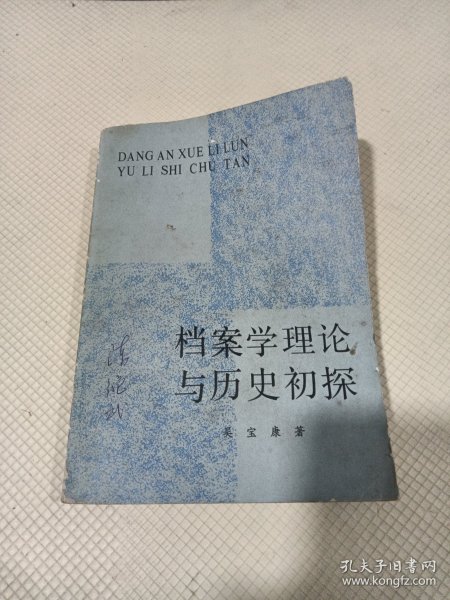 DANG AN XUE LI LUN
YU LI SHI CHU TAN
档案学理论
与历史初探
吴宝康著
孔夫子旧书网
www.kongfz.com